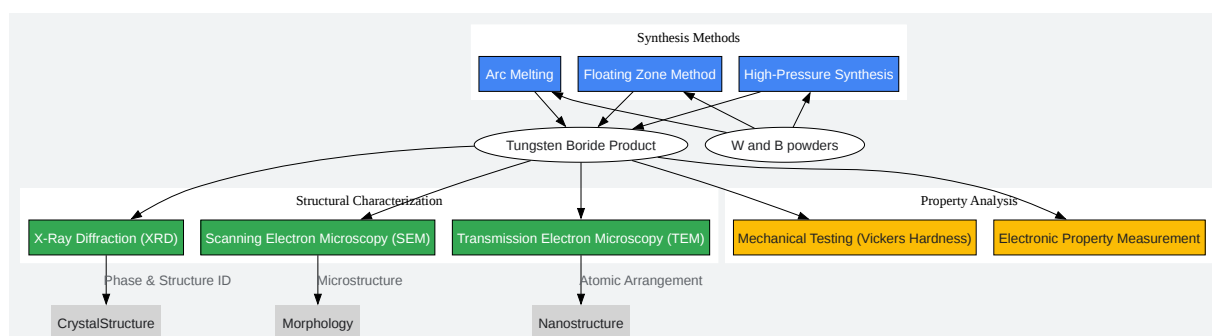 Synthesis Methods
Arc Melting
Floating Zone Method
High-Pressure Synthesis
Tungsten Boride Product
W and B powders
Structural Characterization
Property Analysis
X-Ray Diffraction (XRD)
Scanning Electron Microscopy (SEM)
Transmission Electron Microscopy (TEM)
Mechanical Testing (Vickers Hardness)
Electronic Property Measurement
Phase & Structure ID
Microstructure
Atomic Arrangement
CrystalStructure
Morphology
Nanostructure